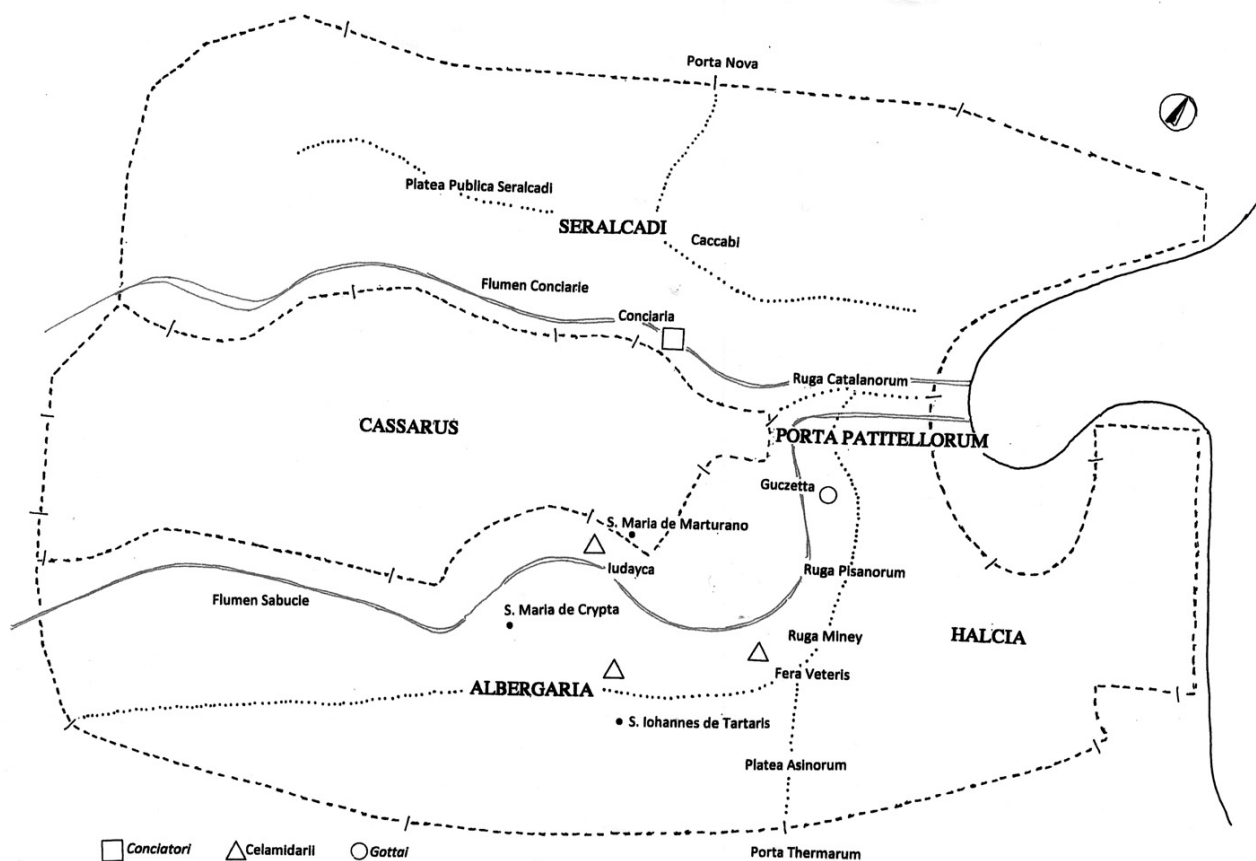 Porta Nova
Platea Publica Seralcadi
SERALCADI
Caccabi
Flumen Conciarie
Conciaria
Ruga Catalanorum
CASSARUS
PORTA PATITELLORUM
Guczetta
S. Maria de Marturano
Iudayca
Ruga Pisanorum
Flumen Sabucie
S. Maria de Crypta
Ruga Miney
HALCIA
Fera Veteris
ALBERGARIA
S. Iohannes de Tartaris
Platea Asinorum
Conciatori Celamidarii Gottai
Porta Thermarum